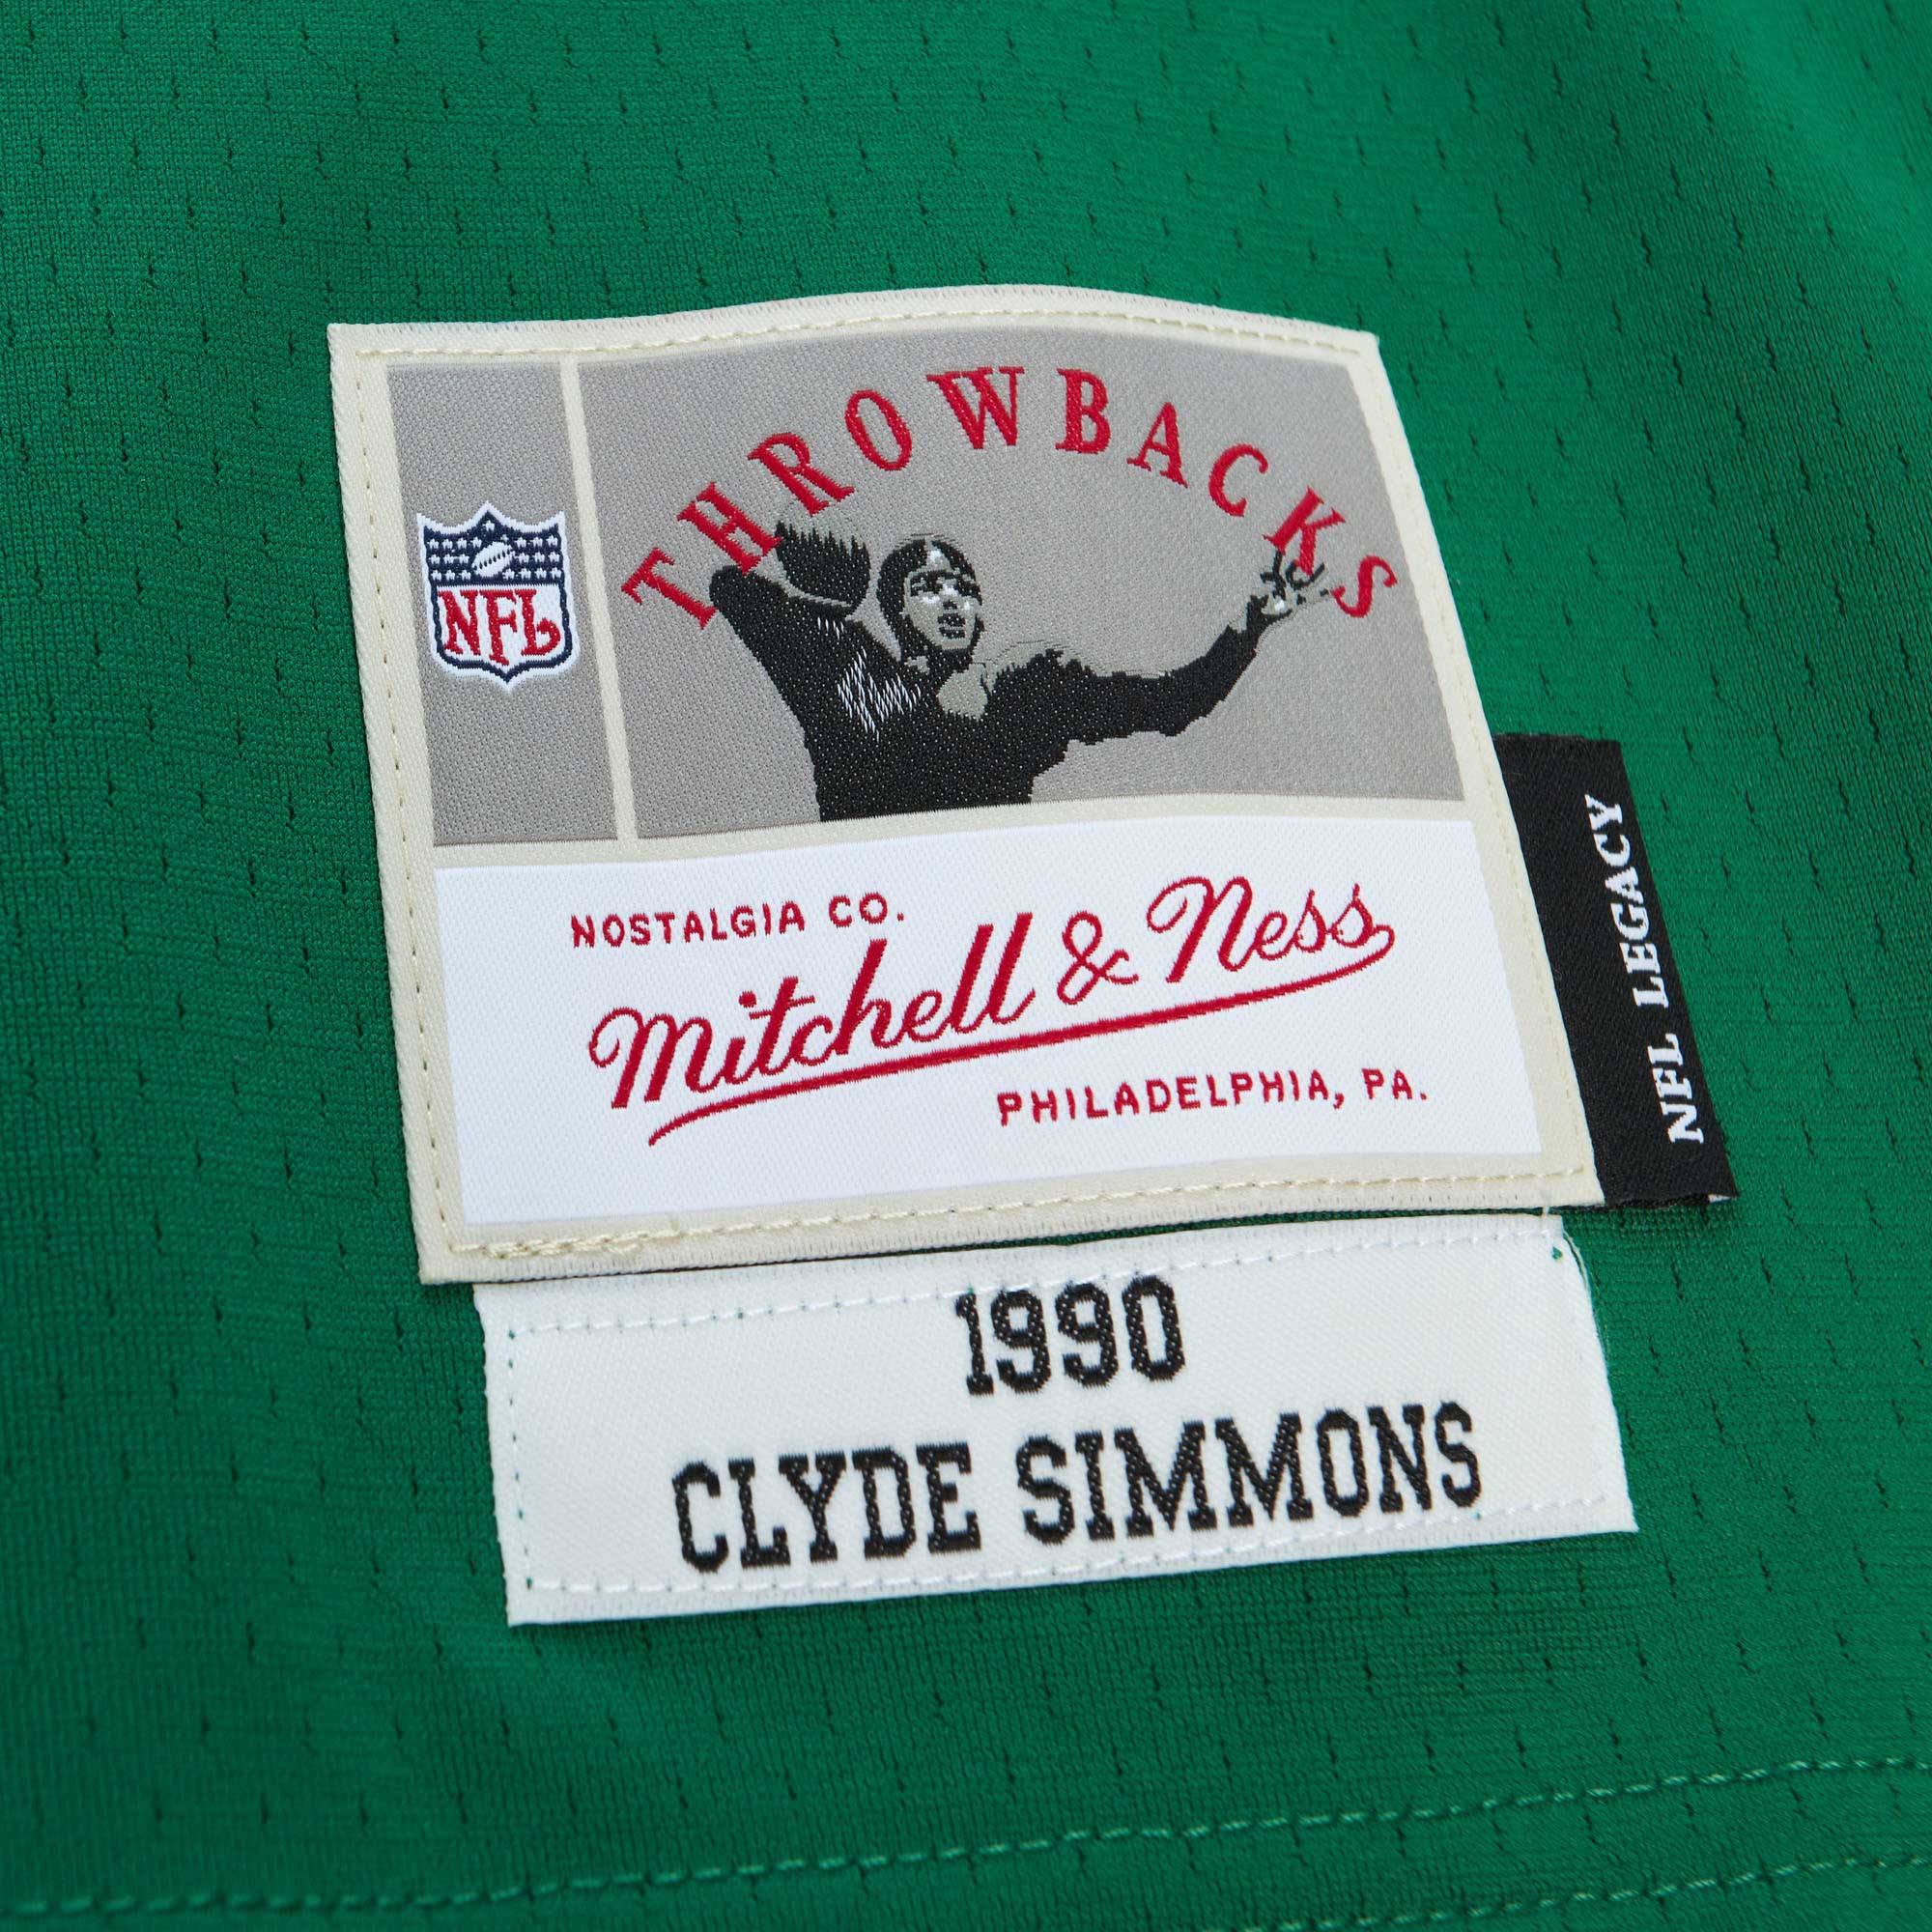 THROWBACKS
NFL
NOSTALGIA CO.
Mitchell & Ness
PHILADELPHIA, PA.
NFL LEGACY
1990
CLYDE SIMMONS